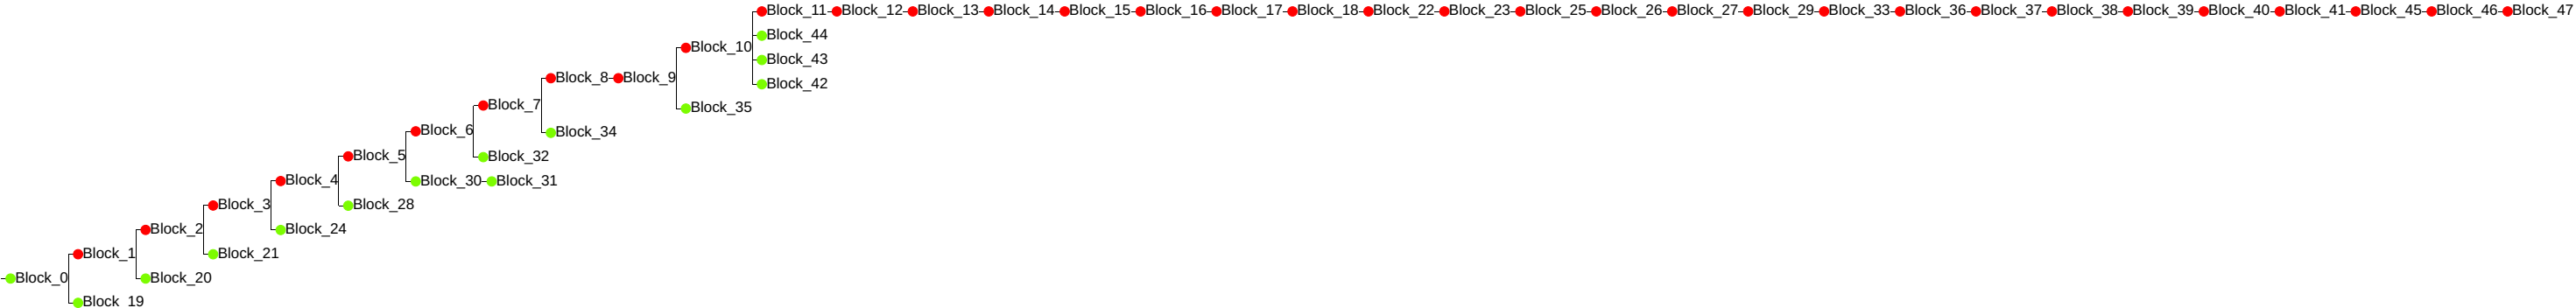 Block_11 Block_12 Block_13 Block_14 Block_15 Block_16 Block_17 Block_18 Block_22 Block_23 Block_25 Block_26 Block_27 Block_29 Block_33 Block_36 Block_37 Block_38 Block_39 Block_40 Block_41 Block_45 Block_46 Block_47
Block_44
Block_10
Block_43
Block_8 Block_9
Block_42
Block_7
Block_35
Block_6
Block_34
Block_5
Block_32
Block_4
Block_30 Block_31
Block_3
Block_28
Block_2
Block_24
Block_1
Block_21
Block_0
Block_20
Block_19